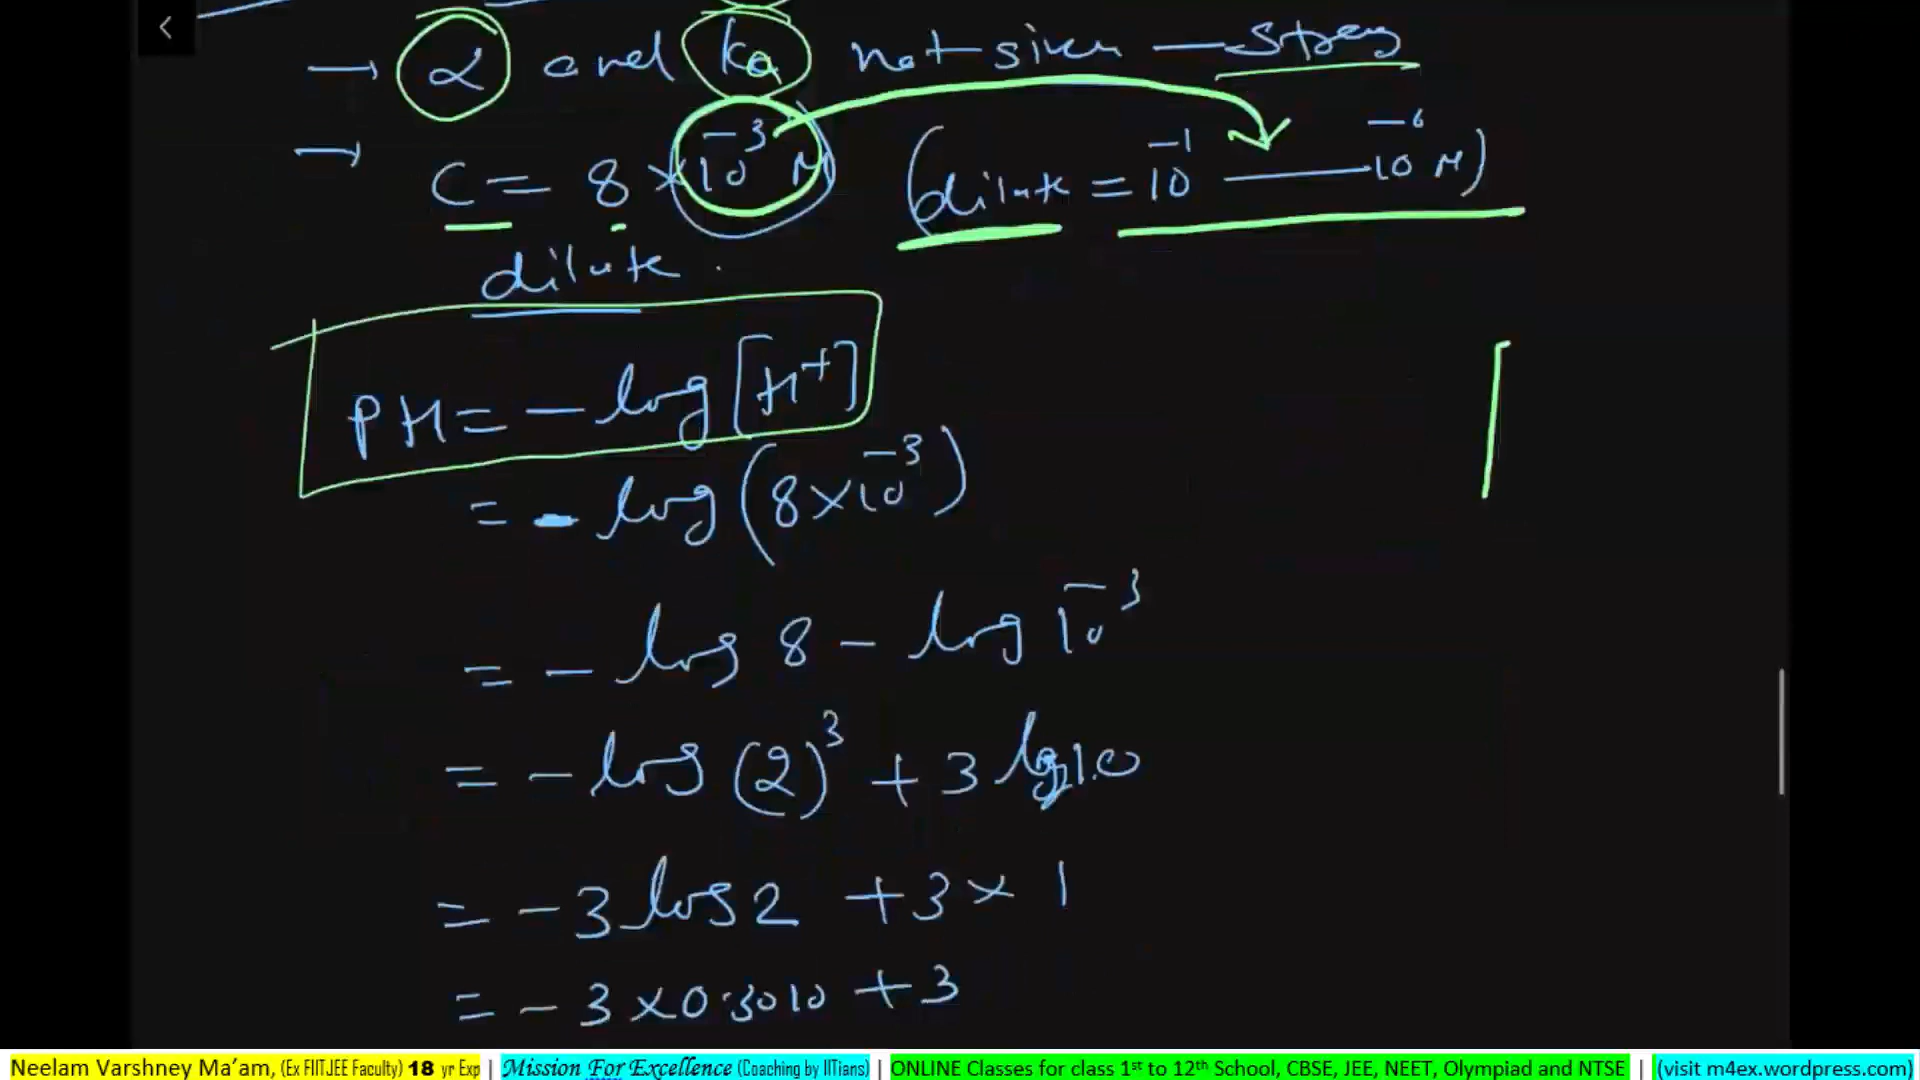 → α and ka not given — strong
→ C = 8 × 10⁻³ M (dilute = 10⁻¹ — 10⁻⁶ M)
dilute
PH = - log [H⁺]
= - log (8×10⁻³)
= - log 8 - log 10⁻³
= - log (2)³ + 3 log 10
= - 3 log 2 + 3 × 1
= - 3 × 0.3010 + 3
Neelam Varshney Ma'am, (Ex FIITJEE Faculty) 18 yr Exp | Mission For Excellence (Coaching by IITians) | ONLINE Classes for class 1st to 12th School, CBSE, JEE, NEET, Olympiad and NTSE | (visit m4ex.wordpress.com)